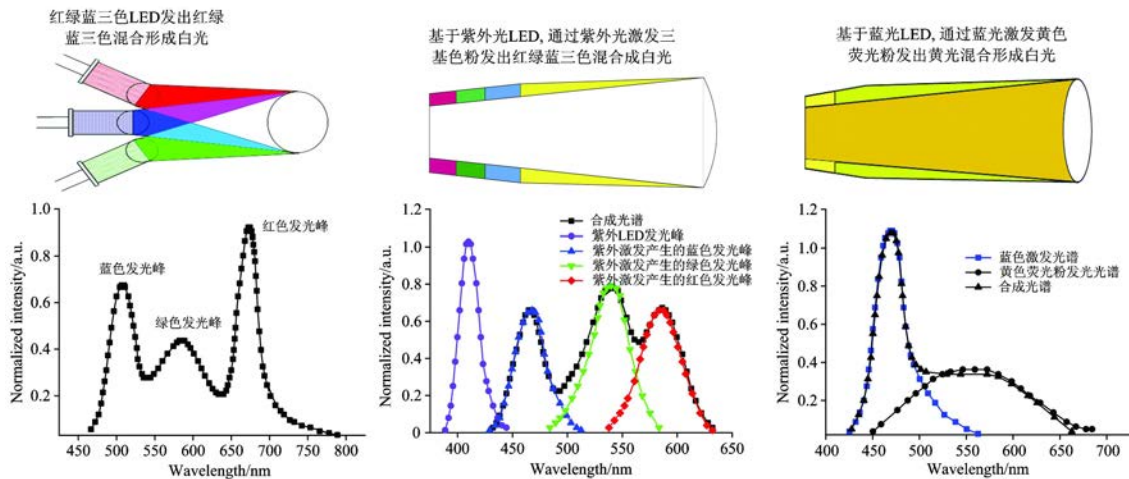 红绿蓝三色LED发出红绿
蓝三色混合形成白光
基于紫外光LED, 通过紫外光激发三
基色粉发出红绿蓝三色混合成白光
基于蓝光LED, 通过蓝光激发黄色
荧光粉发出黄光混合形成白光
Normalized intensity/a.u.
1.0
0.8
0.6
0.4
0.2
蓝色发光峰
绿色发光峰
红色发光峰
450 500 550 600 650 700 750 800
Wavelength/nm
Normalized intensity/a.u.
1.2
1.0
0.8
0.6
0.4
0.2
0
合成光谱
紫外LED发光峰
紫外激发产生的蓝色发光峰
紫外激发产生的绿色发光峰
紫外激发产生的红色发光峰
400 450 500 550 600 650
Wavelength/nm
Normalized intensity/a.u.
1.2
1.0
0.8
0.6
0.4
0.2
蓝色激发光谱
黄色荧光粉发光光谱
合成光谱
400 450 500 550 600 650 700
Wavelength/nm